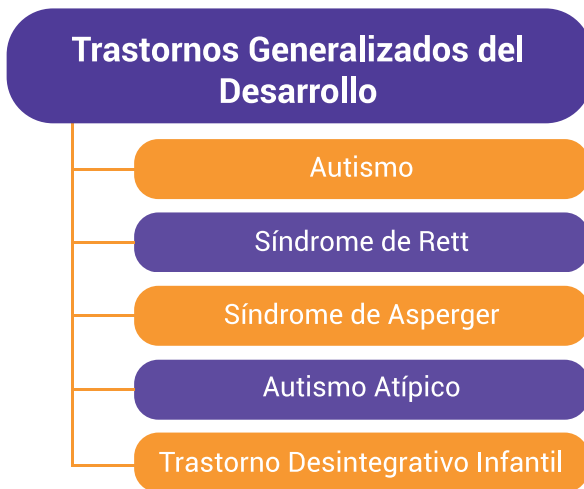 Trastornos Generalizados del
Desarrollo
Autismo
Síndrome de Rett
Síndrome de Asperger
Autismo Atípico
Trastorno Desintegrativo Infantil